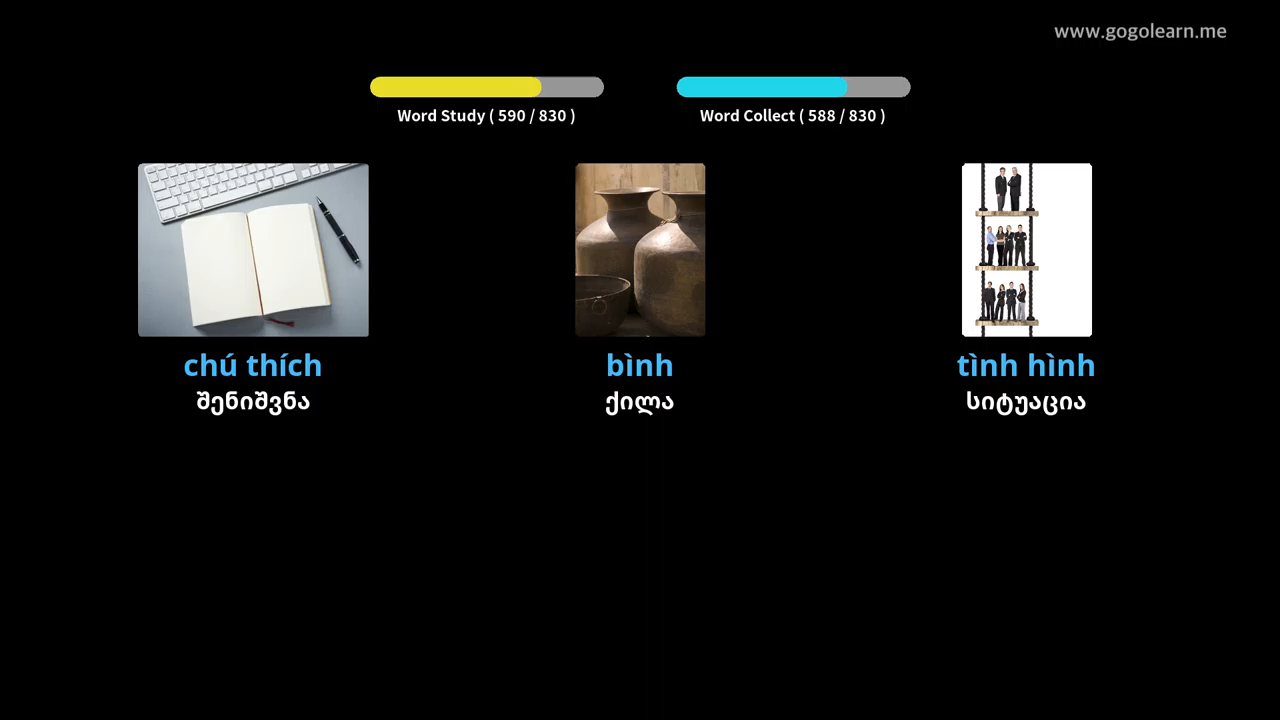 www.gogolearn.me
Word Study ( 590 / 830 )
Word Collect ( 588 / 830 )
chú thích
შენიშვნა
bình
ქილა
tình hình
სიტუაცია